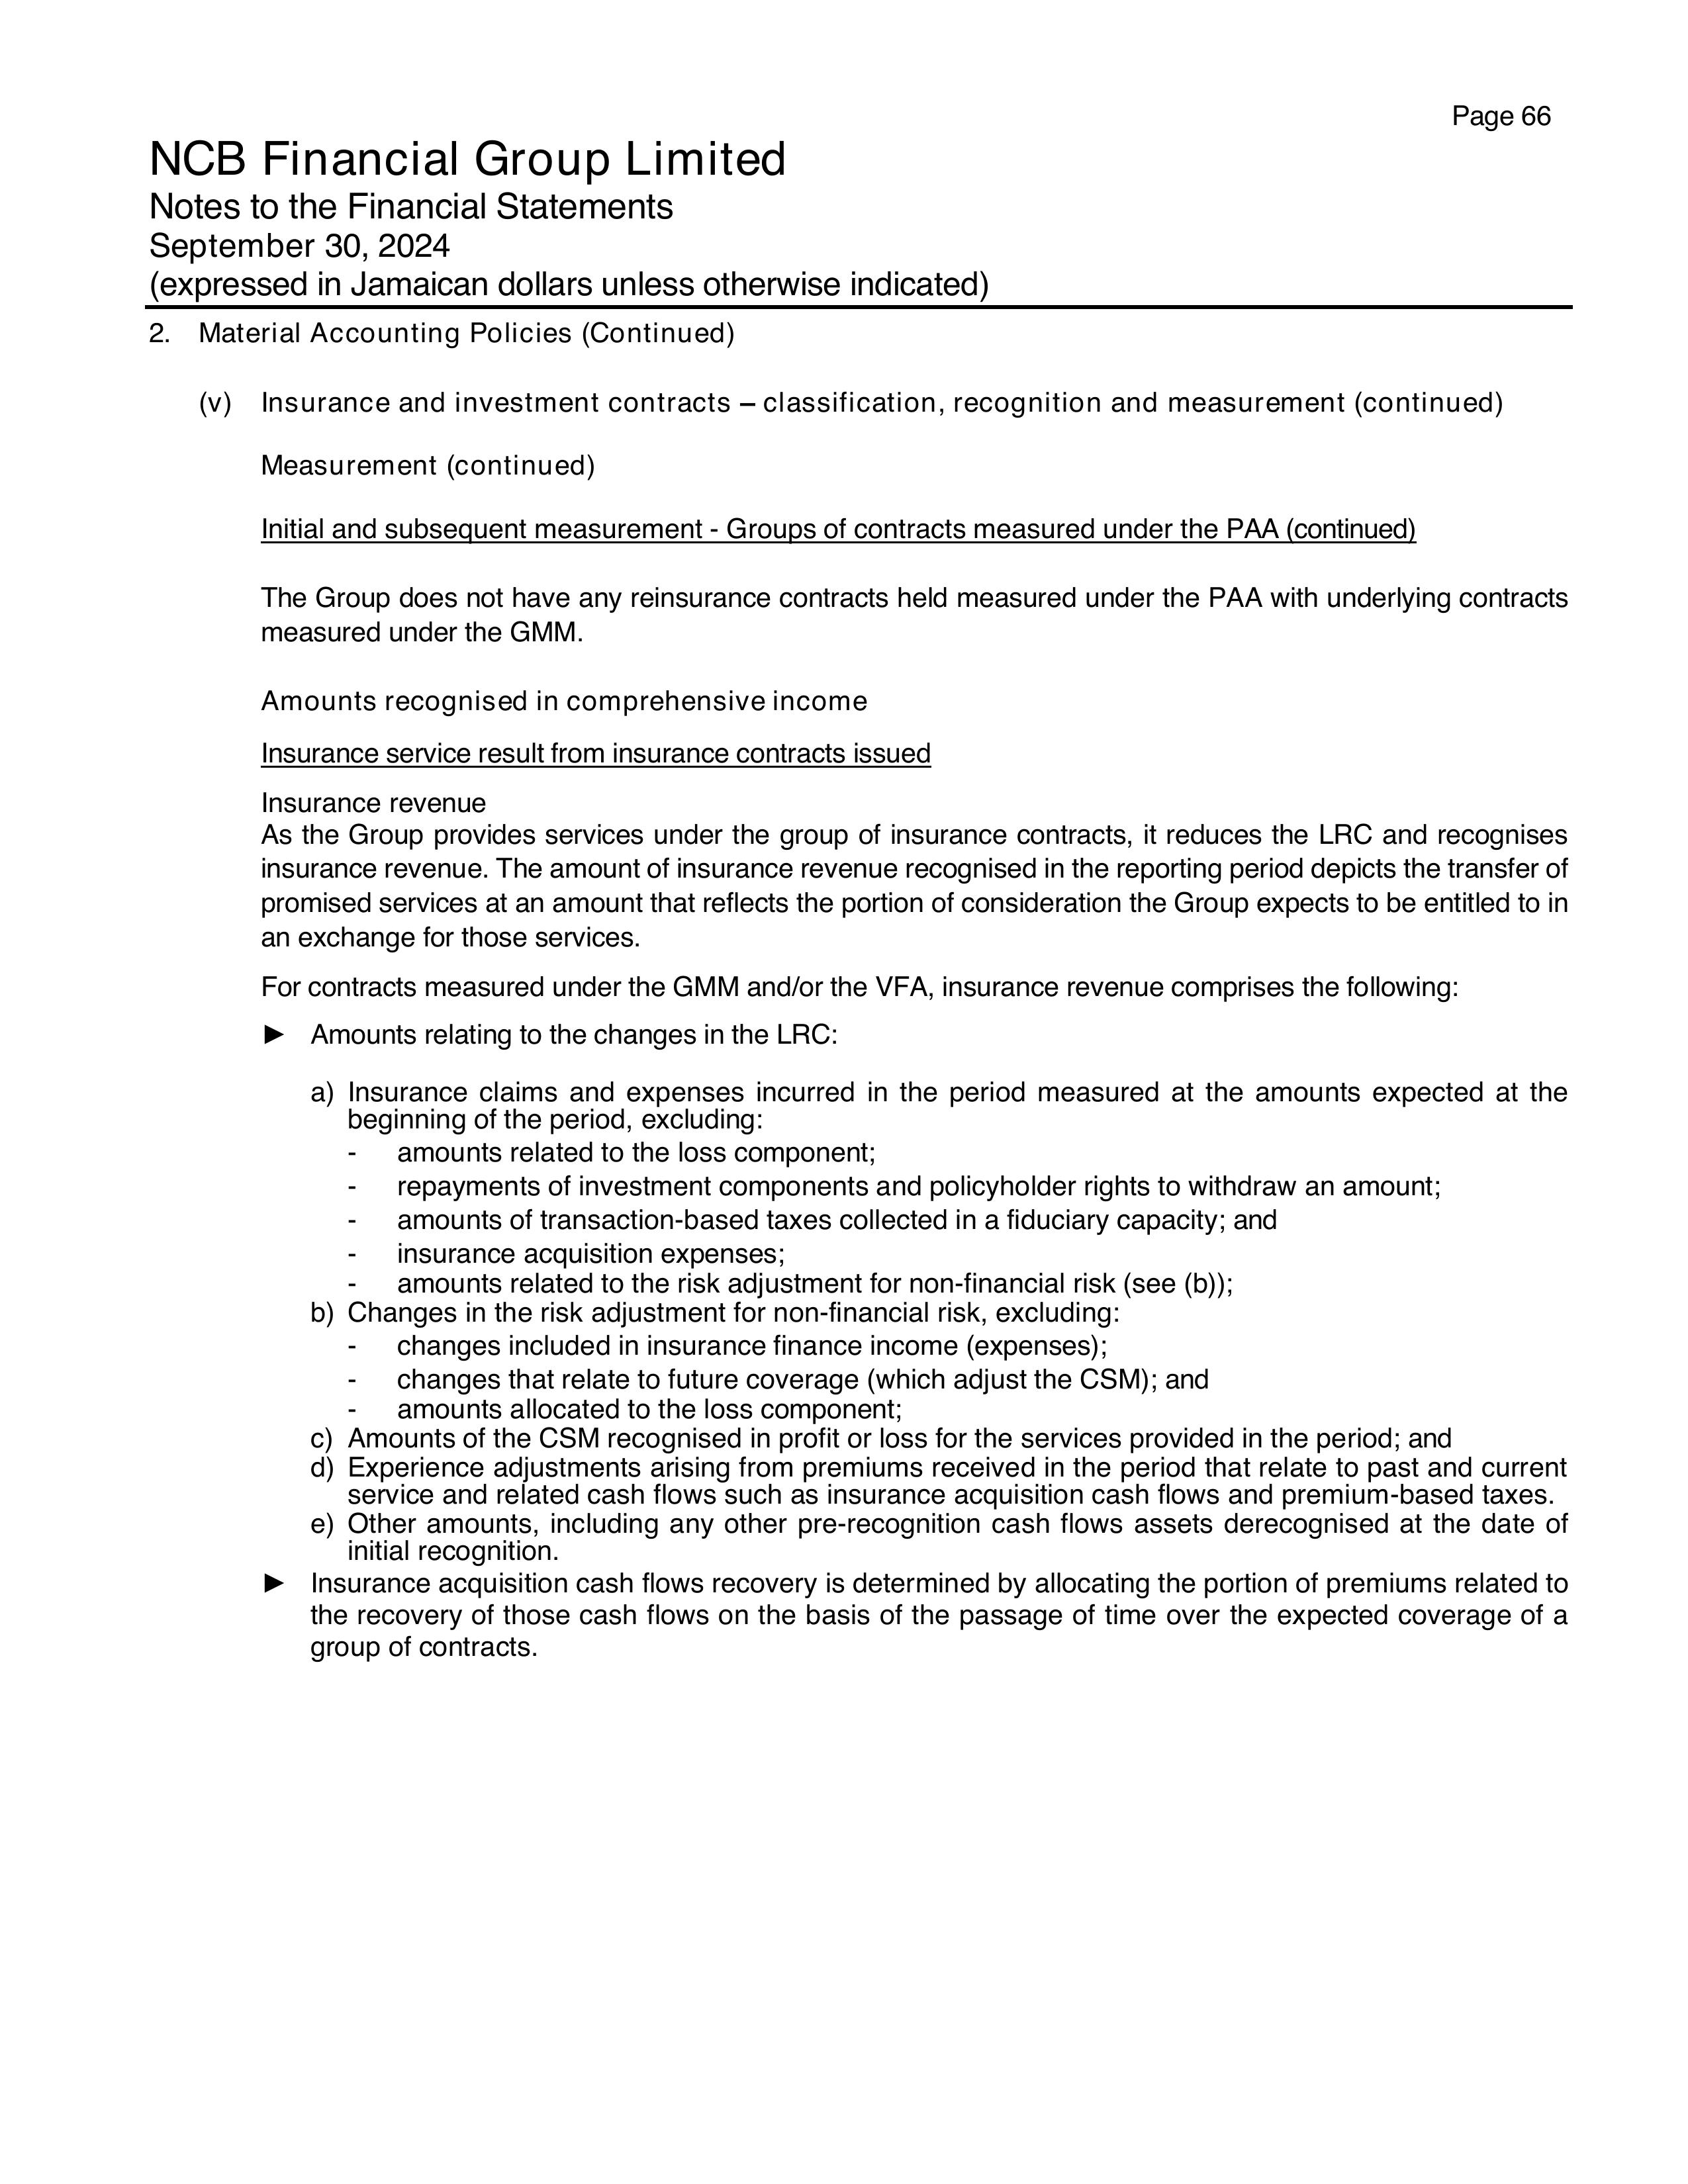 Page 66
NCB Financial Group Limited
Notes to the Financial Statements
September 30, 2024
(expressed in Jamaican dollars unless otherwise indicated)
2. Material Accounting Policies (Continued)
(v) Insurance and investment contracts – classification, recognition and measurement (continued)
Measurement (continued)
Initial and subsequent measurement - Groups of contracts measured under the PAA (continued)
The Group does not have any reinsurance contracts held measured under the PAA with underlying contracts
measured under the GMM.
Amounts recognised in comprehensive income
Insurance service result from insurance contracts issued
Insurance revenue
As the Group provides services under the group of insurance contracts, it reduces the LRC and recognises
insurance revenue. The amount of insurance revenue recognised in the reporting period depicts the transfer of
promised services at an amount that reflects the portion of consideration the Group expects to be entitled to in
an exchange for those services.
For contracts measured under the GMM and/or the VFA, insurance revenue comprises the following:
► Amounts relating to the changes in the LRC:
a) Insurance claims and expenses incurred in the period measured at the amounts expected at the
beginning of the period, excluding:
- amounts related to the loss component;
- repayments of investment components and policyholder rights to withdraw an amount;
- amounts of transaction-based taxes collected in a fiduciary capacity; and
- insurance acquisition expenses;
- amounts related to the risk adjustment for non-financial risk (see (b));
b) Changes in the risk adjustment for non-financial risk, excluding:
- changes included in insurance finance income (expenses);
- changes that relate to future coverage (which adjust the CSM); and
- amounts allocated to the loss component;
c) Amounts of the CSM recognised in profit or loss for the services provided in the period; and
d) Experience adjustments arising from premiums received in the period that relate to past and current
service and related cash flows such as insurance acquisition cash flows and premium-based taxes.
e) Other amounts, including any other pre-recognition cash flows assets derecognised at the date of
initial recognition.
► Insurance acquisition cash flows recovery is determined by allocating the portion of premiums related to
the recovery of those cash flows on the basis of the passage of time over the expected coverage of a
group of contracts.